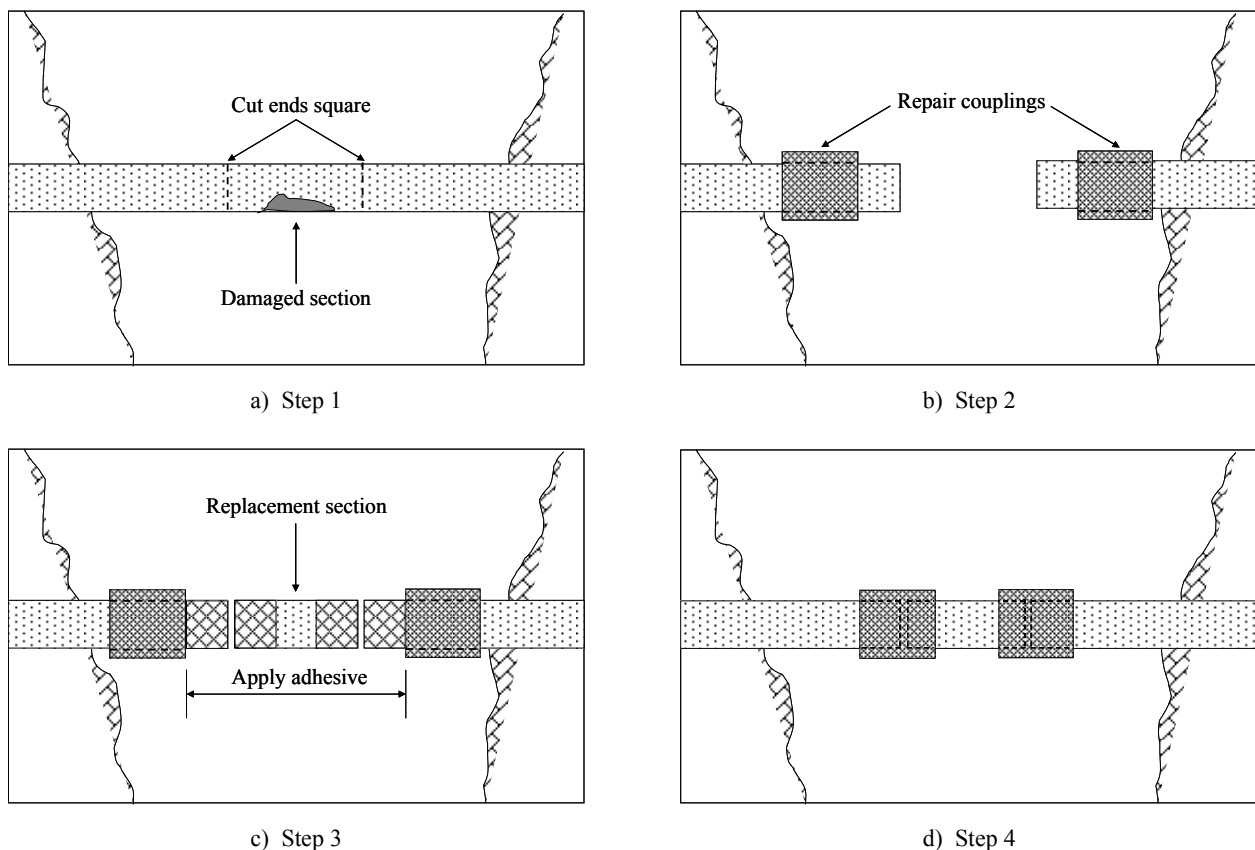 Cut ends square
Damaged section
a) Step 1
Repair couplings
b) Step 2
Replacement section
Apply adhesive
c) Step 3
d) Step 4